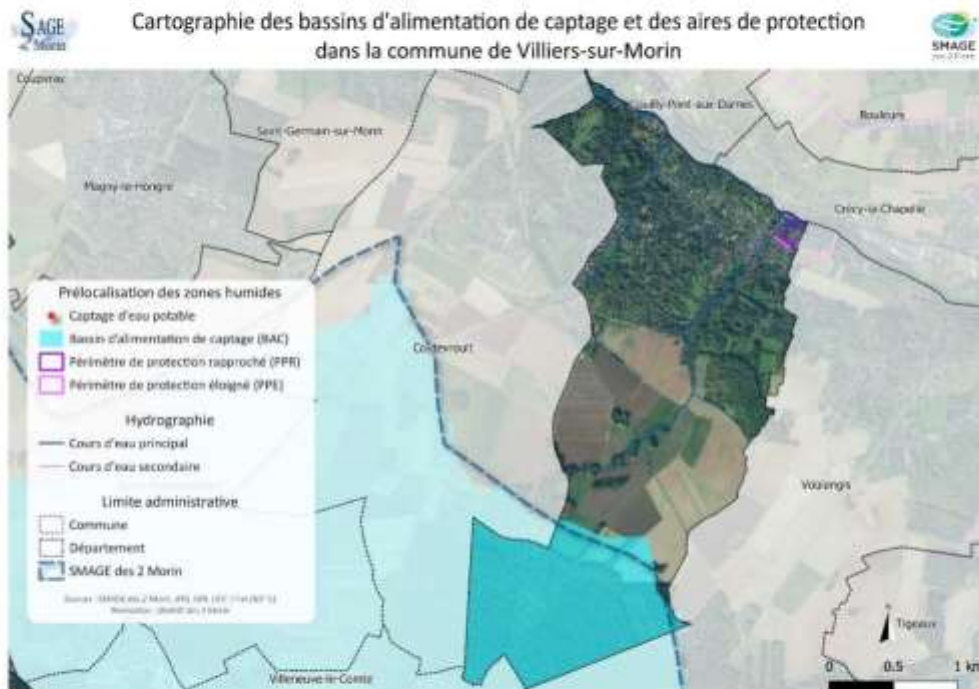 SAGE
2 Morin
Cartographie des bassins d'alimentation de captage et des aires de protection
dans la commune de Villiers-sur-Morin
SMAGE
Coupvray
Saint-Germain-sur-Morin
Couilly-Pont-aux-Dames
Bouleurs
Magny-le-Hongre
Crécy-la-Chapelle
Prélocalisation des zones humides
Captage d'eau potable
Bassin d'alimentation de captage (BAC)
Périmètre de protection rapproché (PPR)
Périmètre de protection éloigné (PPE)
Coutevroult
Hydrographie
Cours d'eau principal
Cours d'eau secondaire
Limite administrative
Commune
Département
SMAGE des 2 Morin
Voulangis
Tigeaux
Villeneuve-le-Comte
0 0.5 1 km